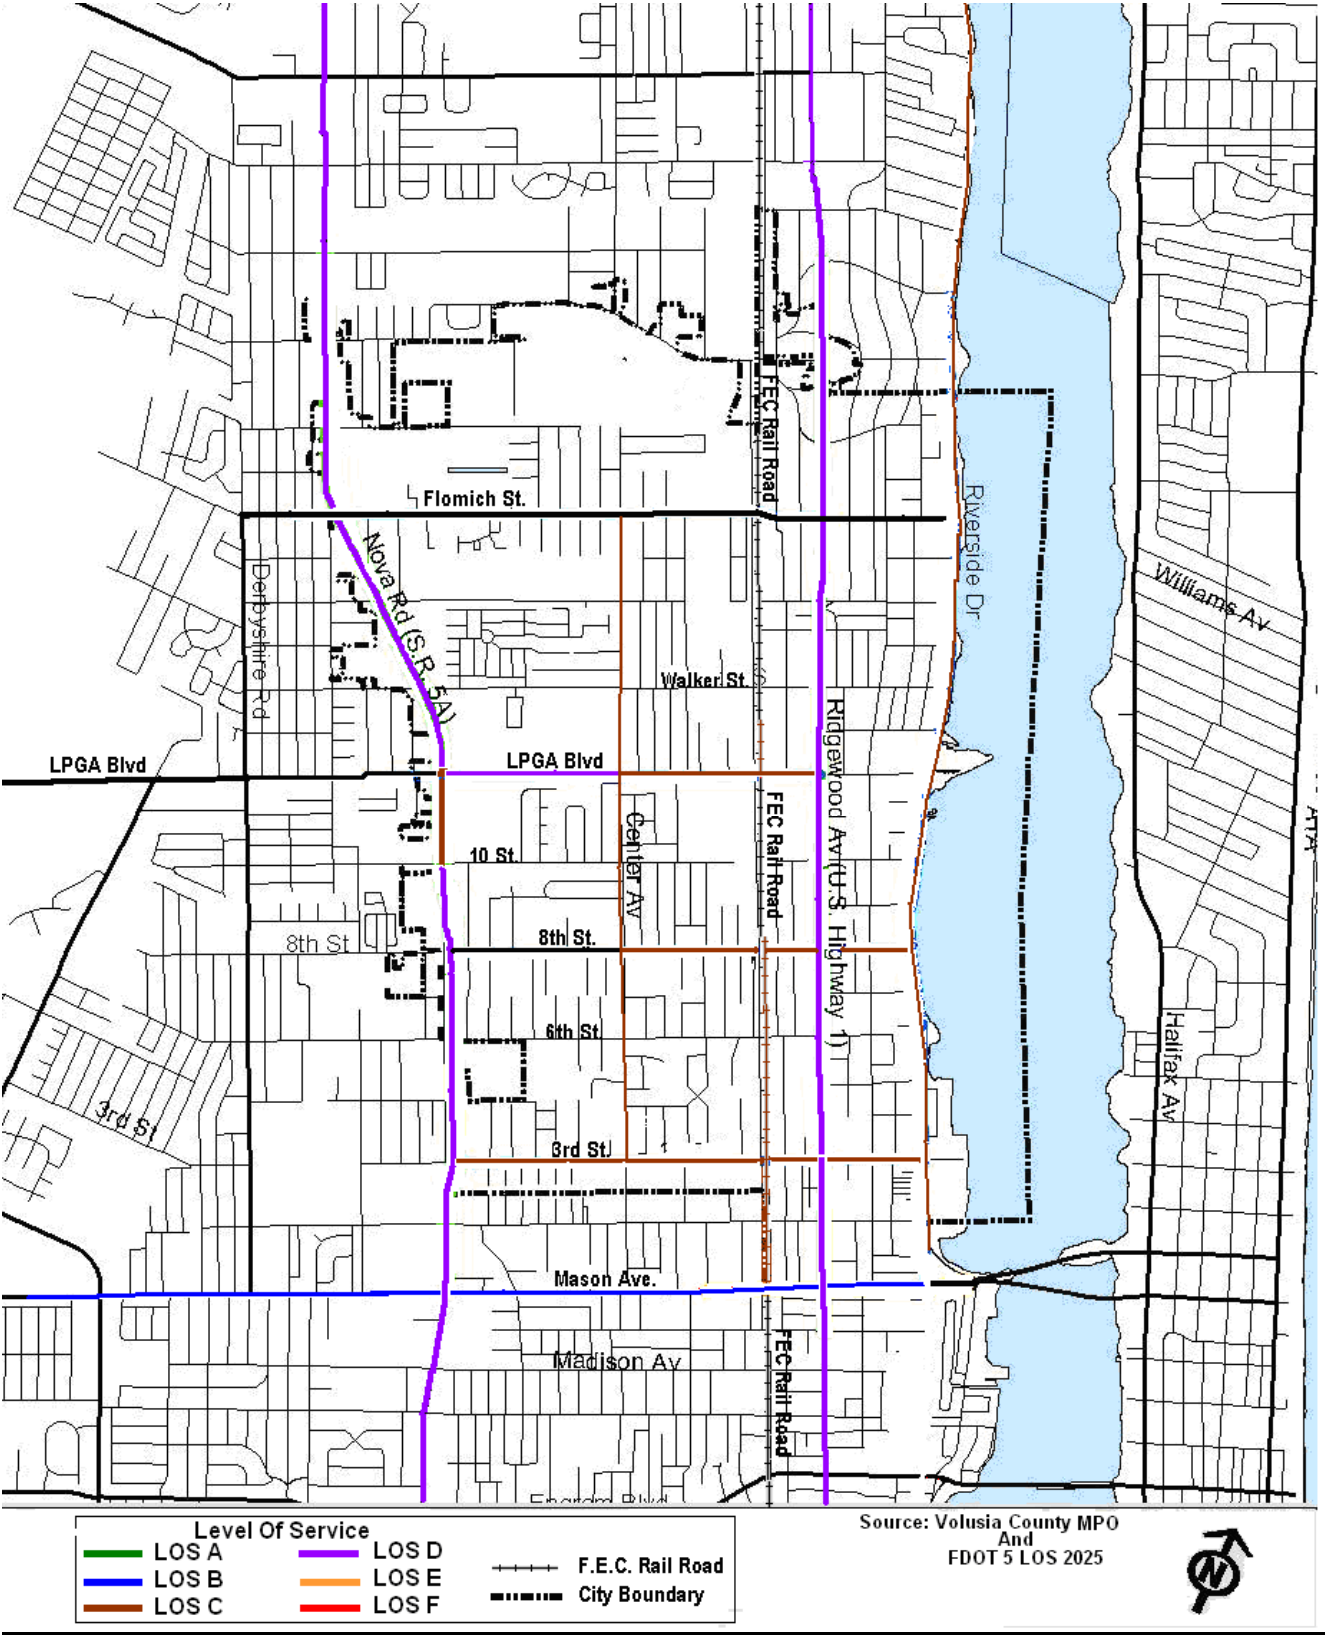 FEC Rail Road
Flomich St.
Riverside Dr
Nova Rd (S.R. 5A)
Derbyshire Rd
Williams Av
Walker St.
Ridgewood Av (U.S. Highway 1)
LPGA Blvd
LPGA Blvd
FEC Rail Road
Center Av
A1A
10 St.
8th St
8th St.
6th St.
Halifax Av
3rd St
3rd St.
Mason Ave.
Madison Av
FEC Rail Road
Level Of Service
LOS A
LOS B
LOS C
LOS D
LOS E
LOS F
F.E.C. Rail Road
City Boundary
Source: Volusia County MPO
And
FDOT 5 LOS 2025
N